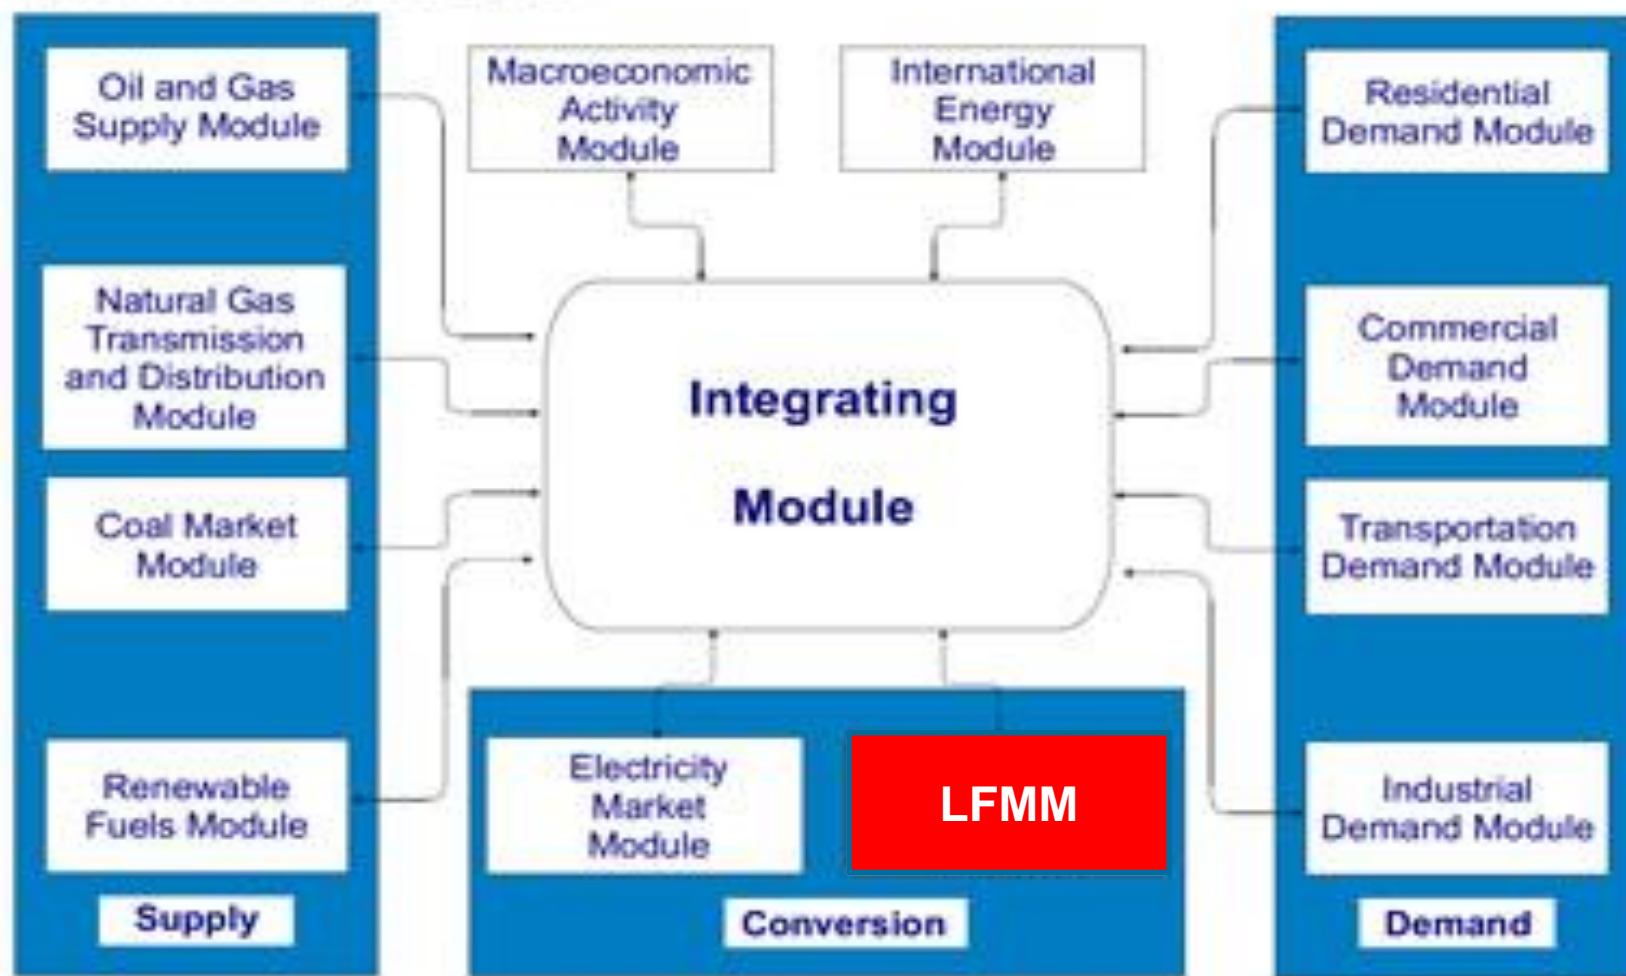 Oil and Gas
Supply Module
Natural Gas
Transmission
and Distribution
Module
Coal Market
Module
Renewable
Fuels Module
Supply
Macroeconomic
Activity
Module
International
Energy
Module
Integrating
Module
Electricity
Market
Module
LFMM
Conversion
Residential
Demand Module
Commercial
Demand
Module
Transportation
Demand Module
Industrial
Demand Module
Demand